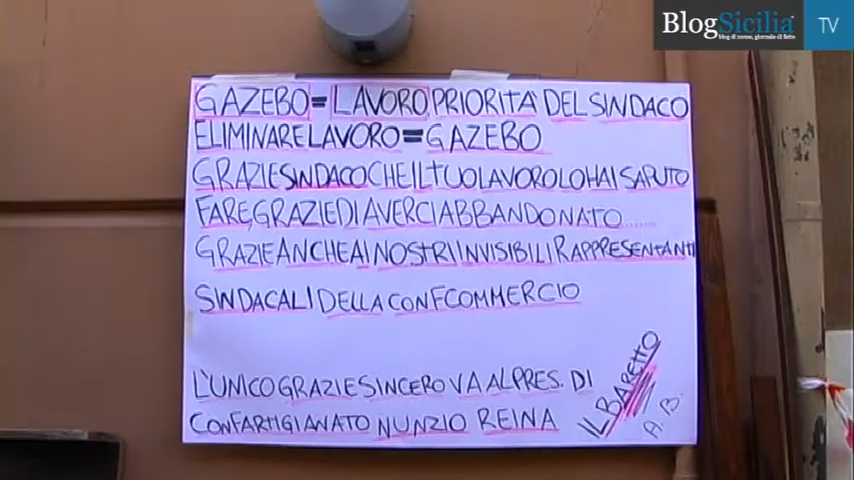 BlogSicilia TV
blog di nome, giornale di fatto
GAZEBO=LAVORO, PRIORITA DEL SINDACO
ELIMINARE LAVORO=GAZEBO
GRAZIE SINDACO CHE IL TUO LAVORO LO HAI SAPUTO
FARE, GRAZIE DI AVERCI ABBANDONATO.......
GRAZIE ANCHE AI NOSTRI INVISIBILI RAPPRESENTANTI
SINDACALI DELLA CONFCOMMERCIO
L'UNICO GRAZIE SINCERO VA AL PRES. DI
CONFARTIGIANATO NUNZIO REINA
IL BARETTO
A.B.